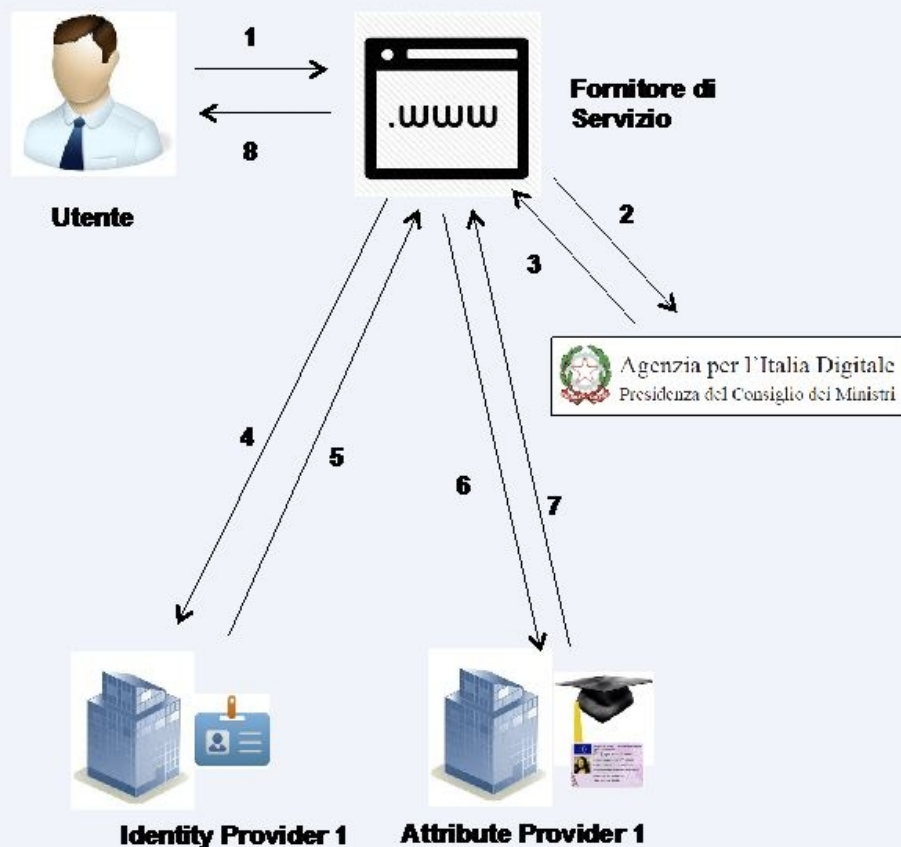 1
.www
Fornitore di
Servizio
8
Utente
2
3
Agenzia per l'Italia Digitale
Presidenza del Consiglio dei Ministri
4
5
6
7
Identity Provider 1
Attribute Provider 1